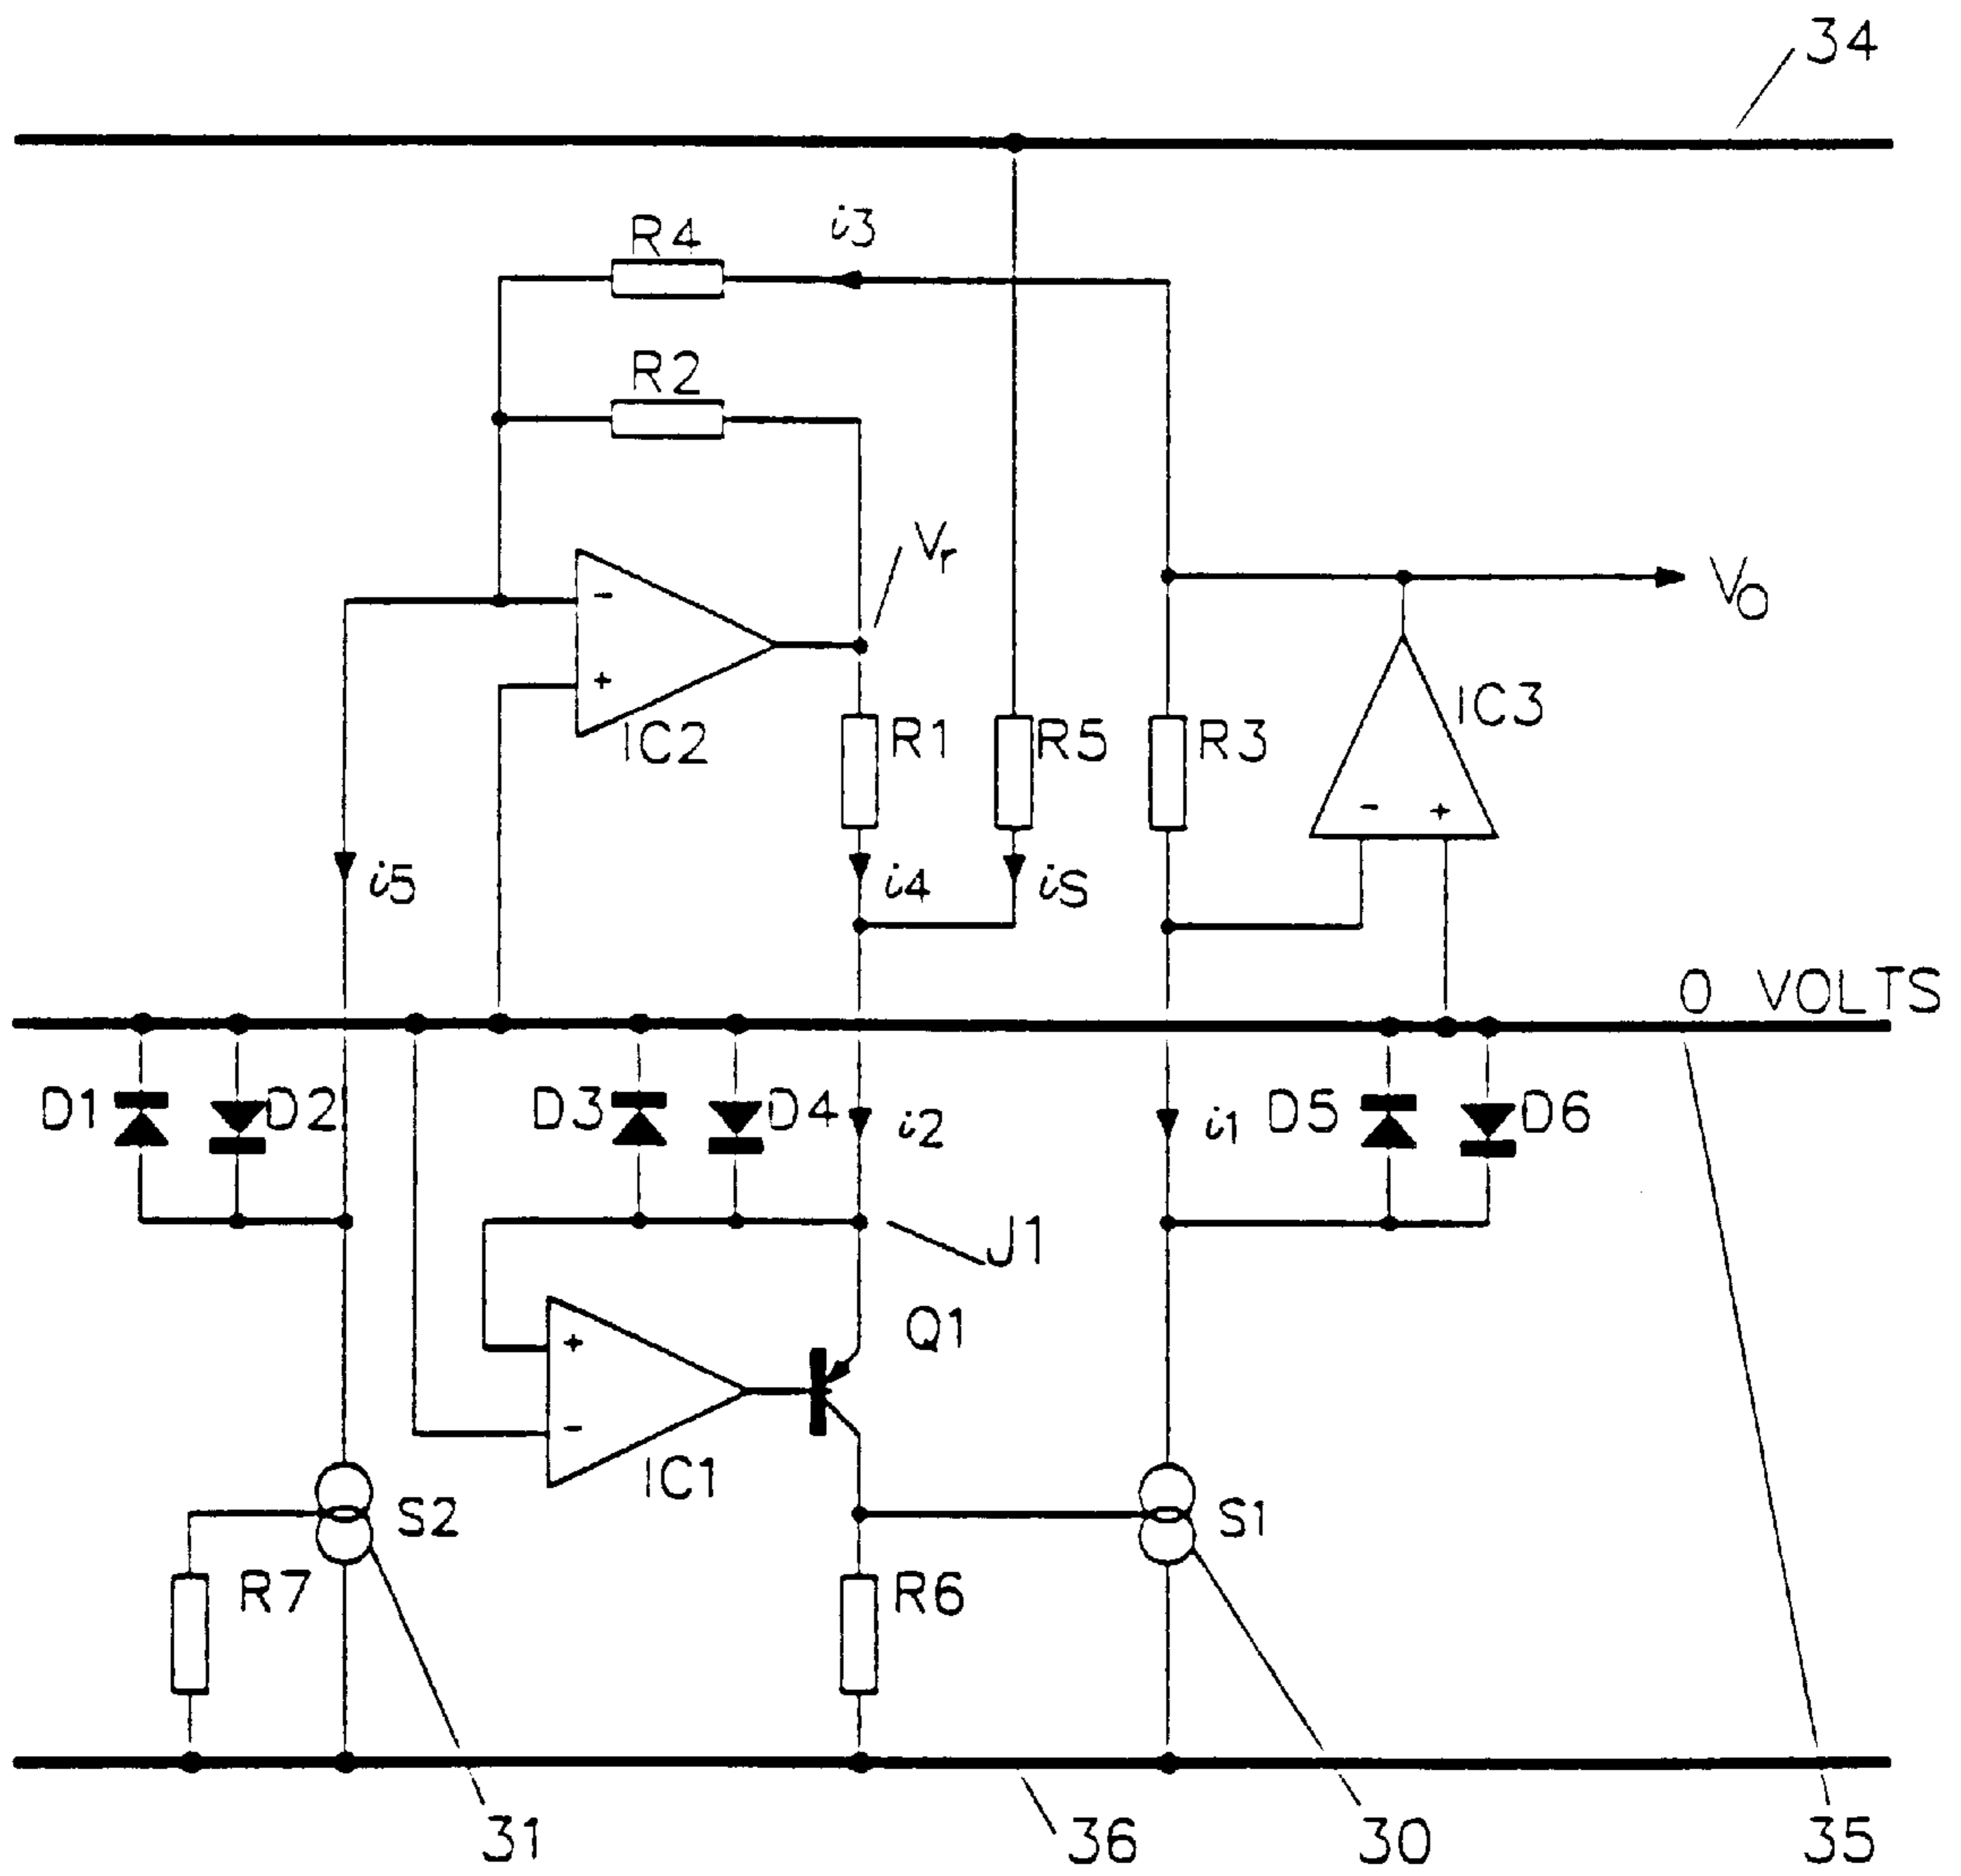 34
R4
i3
R2
Vr
VO
- +
IC2
R1
R5
R3
IC3
- +
i5
i4
iS
0 VOLTS
D1
D2
D3
D4
i2
i1
D5
D6
J1
Q1
+ -
IC1
S2
S1
R7
R6
31
36
30
35